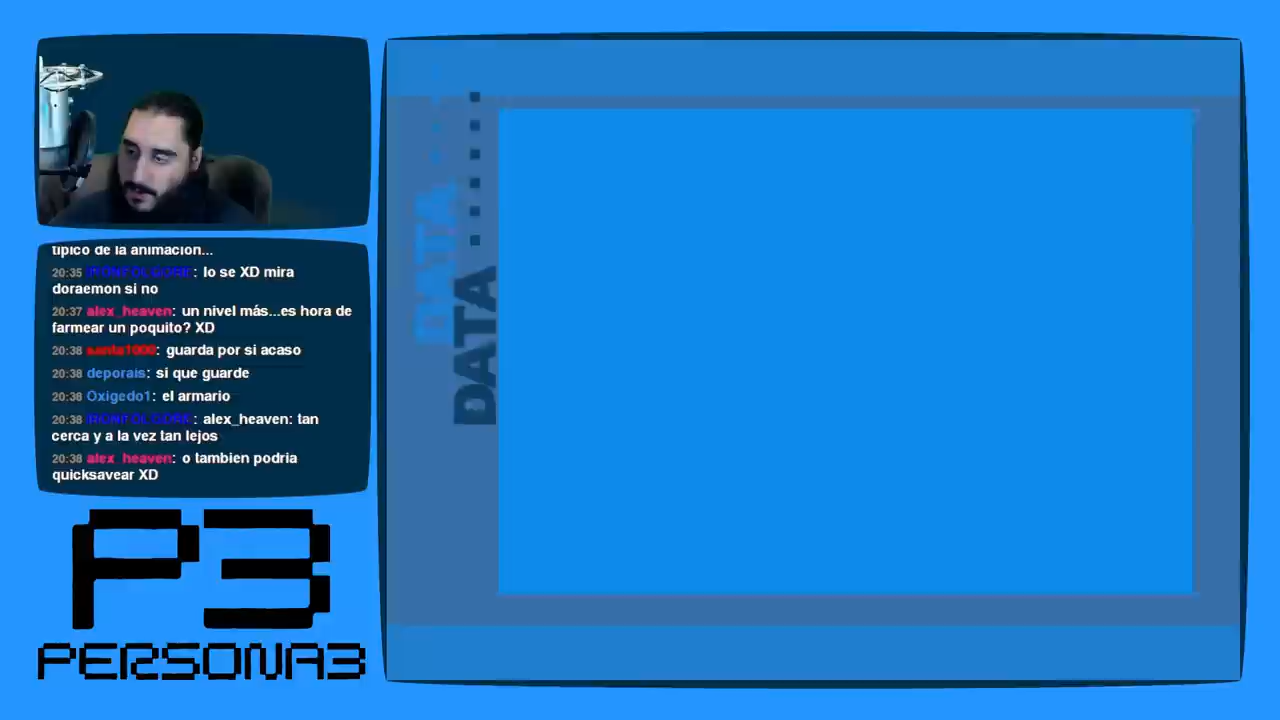 tipico de la animacion...
20:35 IRONFOLGORE: lo se XD mira
doraemon si no
20:37 alex_heaven: un nivel más...es hora de
farmear un poquito? XD
20:38 santa1000: guarda por si acaso
20:38 deporais: si que guarde
20:38 Oxigedo1: el armario
20:38 IRONFOLGORE: alex_heaven: tan
cerca y a la vez tan lejos
20:38 alex_heaven: o tambien podria
quicksavear XD
P3
PERSONA3
DATA
DATA